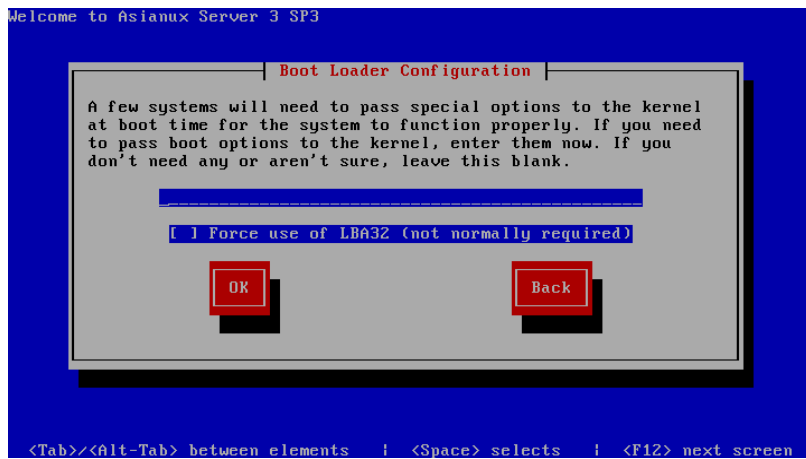 Welcome to Asianux Server 3 SP3
Boot Loader Configuration
A few systems will need to pass special options to the kernel
at boot time for the system to function properly. If you need
to pass boot options to the kernel, enter them now. If you
don't need any or aren't sure, leave this blank.
[ ] Force use of LBA32 (not normally required)
OK Back
<Tab>/<Alt-Tab> between elements | <Space> selects | <F12> next screen